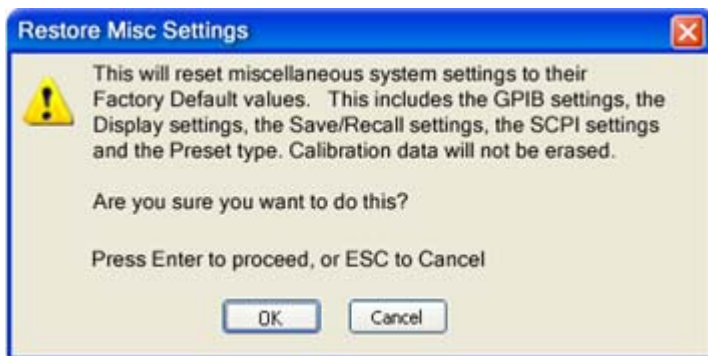 Restore Misc Settings
This will reset miscellaneous system settings to their
Factory Default values.   This includes the GPIB settings, the
Display settings, the Save/Recall settings, the SCPI settings
and the Preset type. Calibration data will not be erased.
Are you sure you want to do this?
Press Enter to proceed, or ESC to Cancel
OK
Cancel